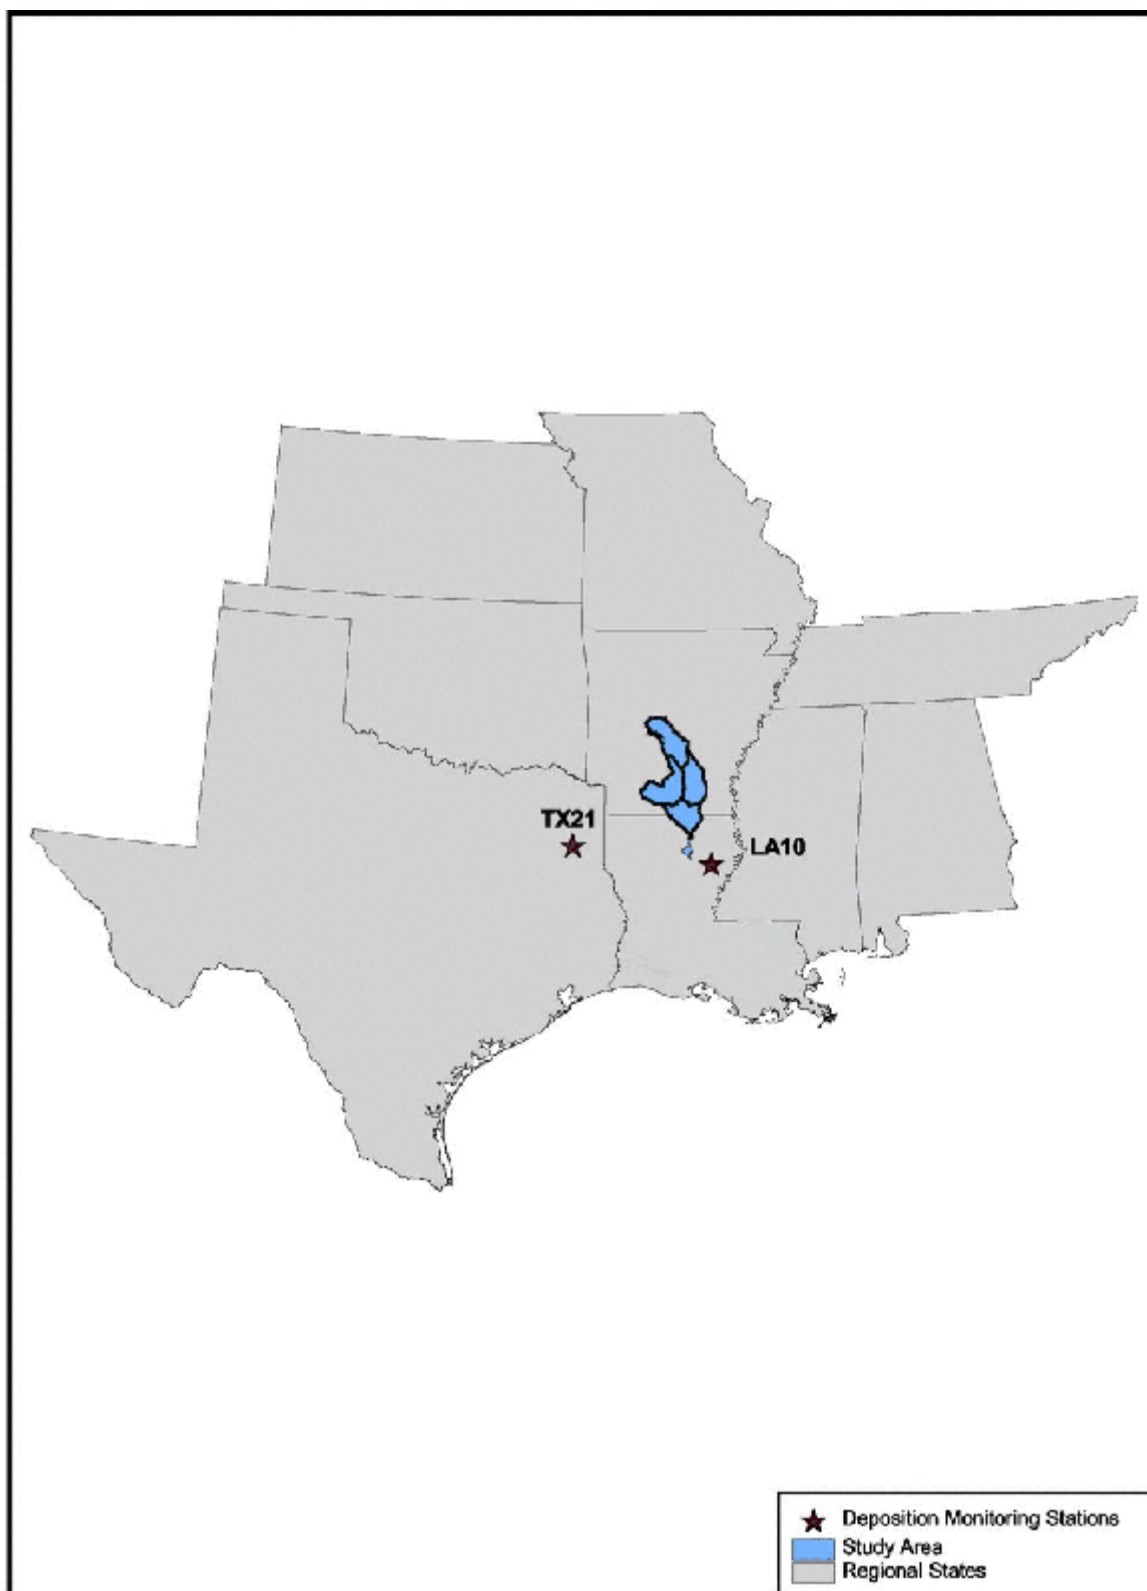 TX21
LA10
Deposition Monitoring Stations
Study Area
Regional States